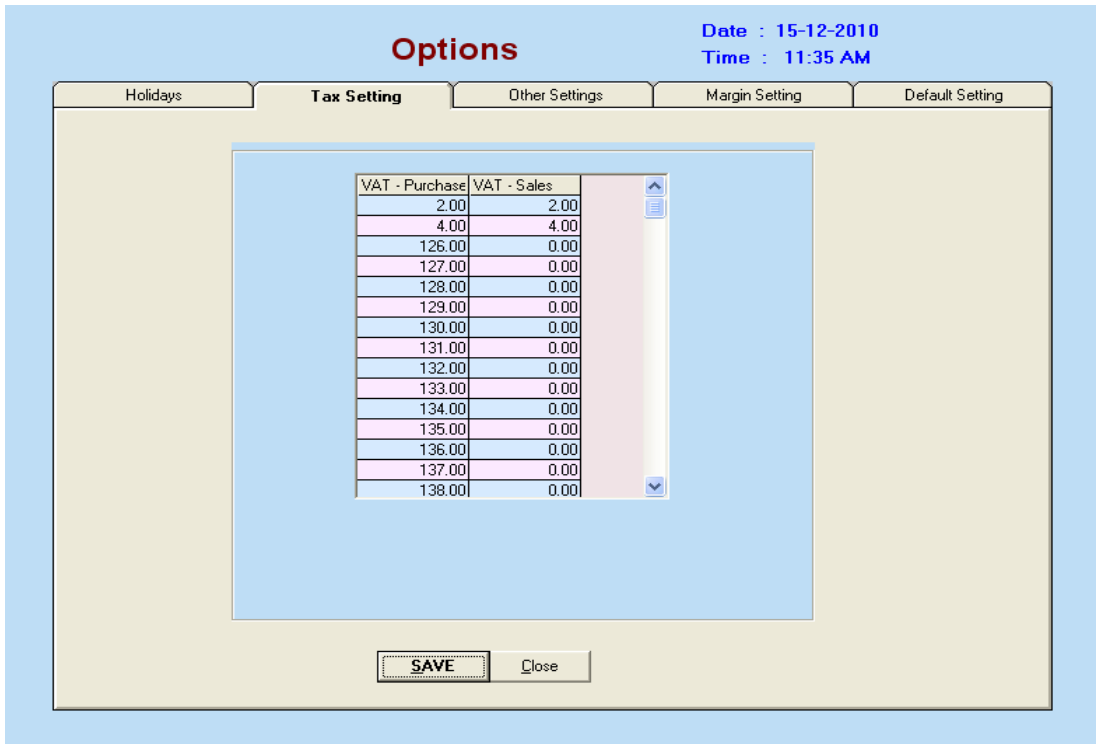 Options
Date : 15-12-2010
Time : 11:35 AM
Holidays Tax Setting Other Settings Margin Setting Default Setting
VAT - Purchase VAT - Sales
2.00 2.00
4.00 4.00
126.00 0.00
127.00 0.00
128.00 0.00
129.00 0.00
130.00 0.00
131.00 0.00
132.00 0.00
133.00 0.00
134.00 0.00
135.00 0.00
136.00 0.00
137.00 0.00
138.00 0.00
SAVE Close